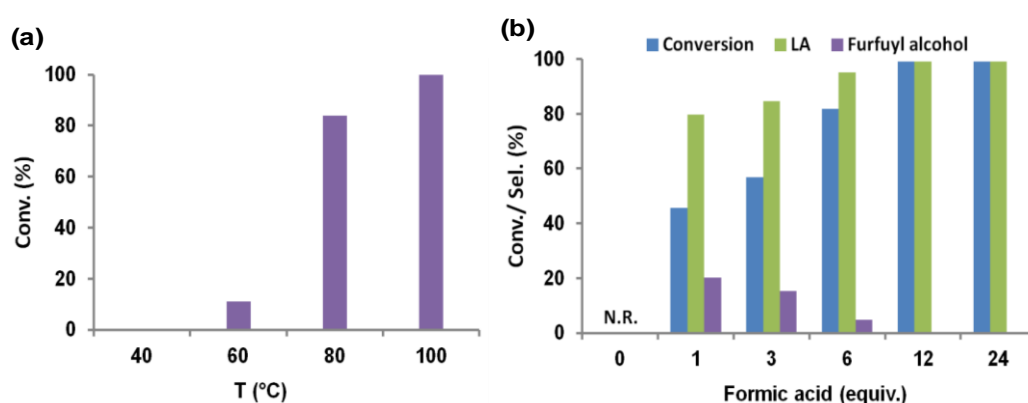 (a)
100
80
60
40
20
0
Conv. (%)
40 60 80 100
T (°C)
(b)
Conversion LA Furfuyl alcohol
100
80
60
40
20
0
Conv./ Sel. (%)
N.R.
0 1 3 6 12 24
Formic acid (equiv.)